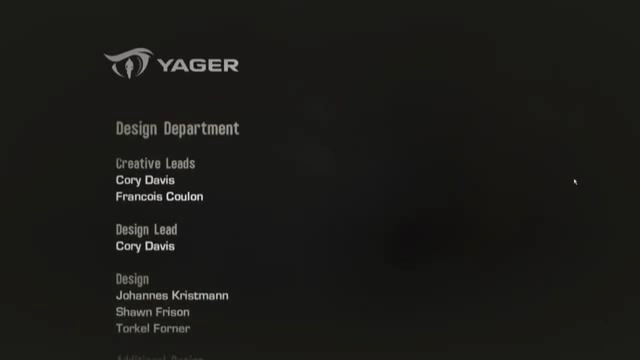 YAGER
Design Department
Creative Leads
Cory Davis
Francois Coulon
Design Lead
Cory Davis
Design
Johannes Kristmann
Shawn Frison
Torkel Forner